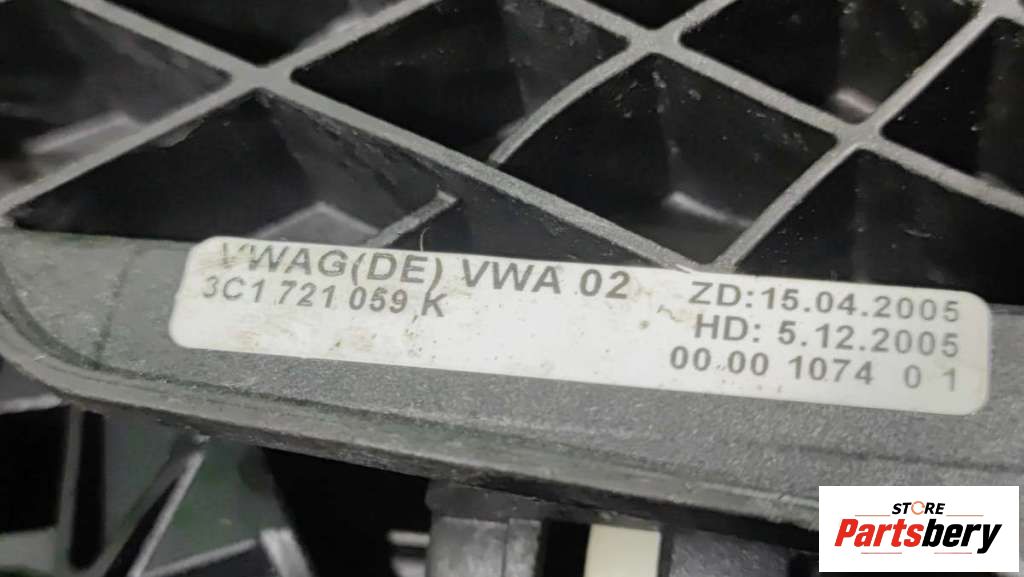 VWAG(DE) VWA 02
3C1 721 059 K
ZD:15.04.2005
HD: 5.12.2005
00.00 1074 0 1
STORE
Partsbery